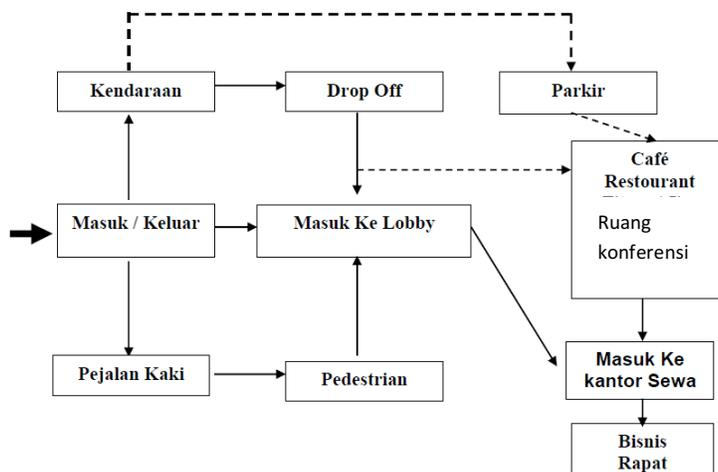 Kendaraan
Drop Off
Parkir
Café
Restourant
Masuk / Keluar
Masuk Ke Lobby
Ruang
konferensi
Pejalan Kaki
Pedestrian
Masuk Ke
kantor Sewa
Bisnis
Rapat